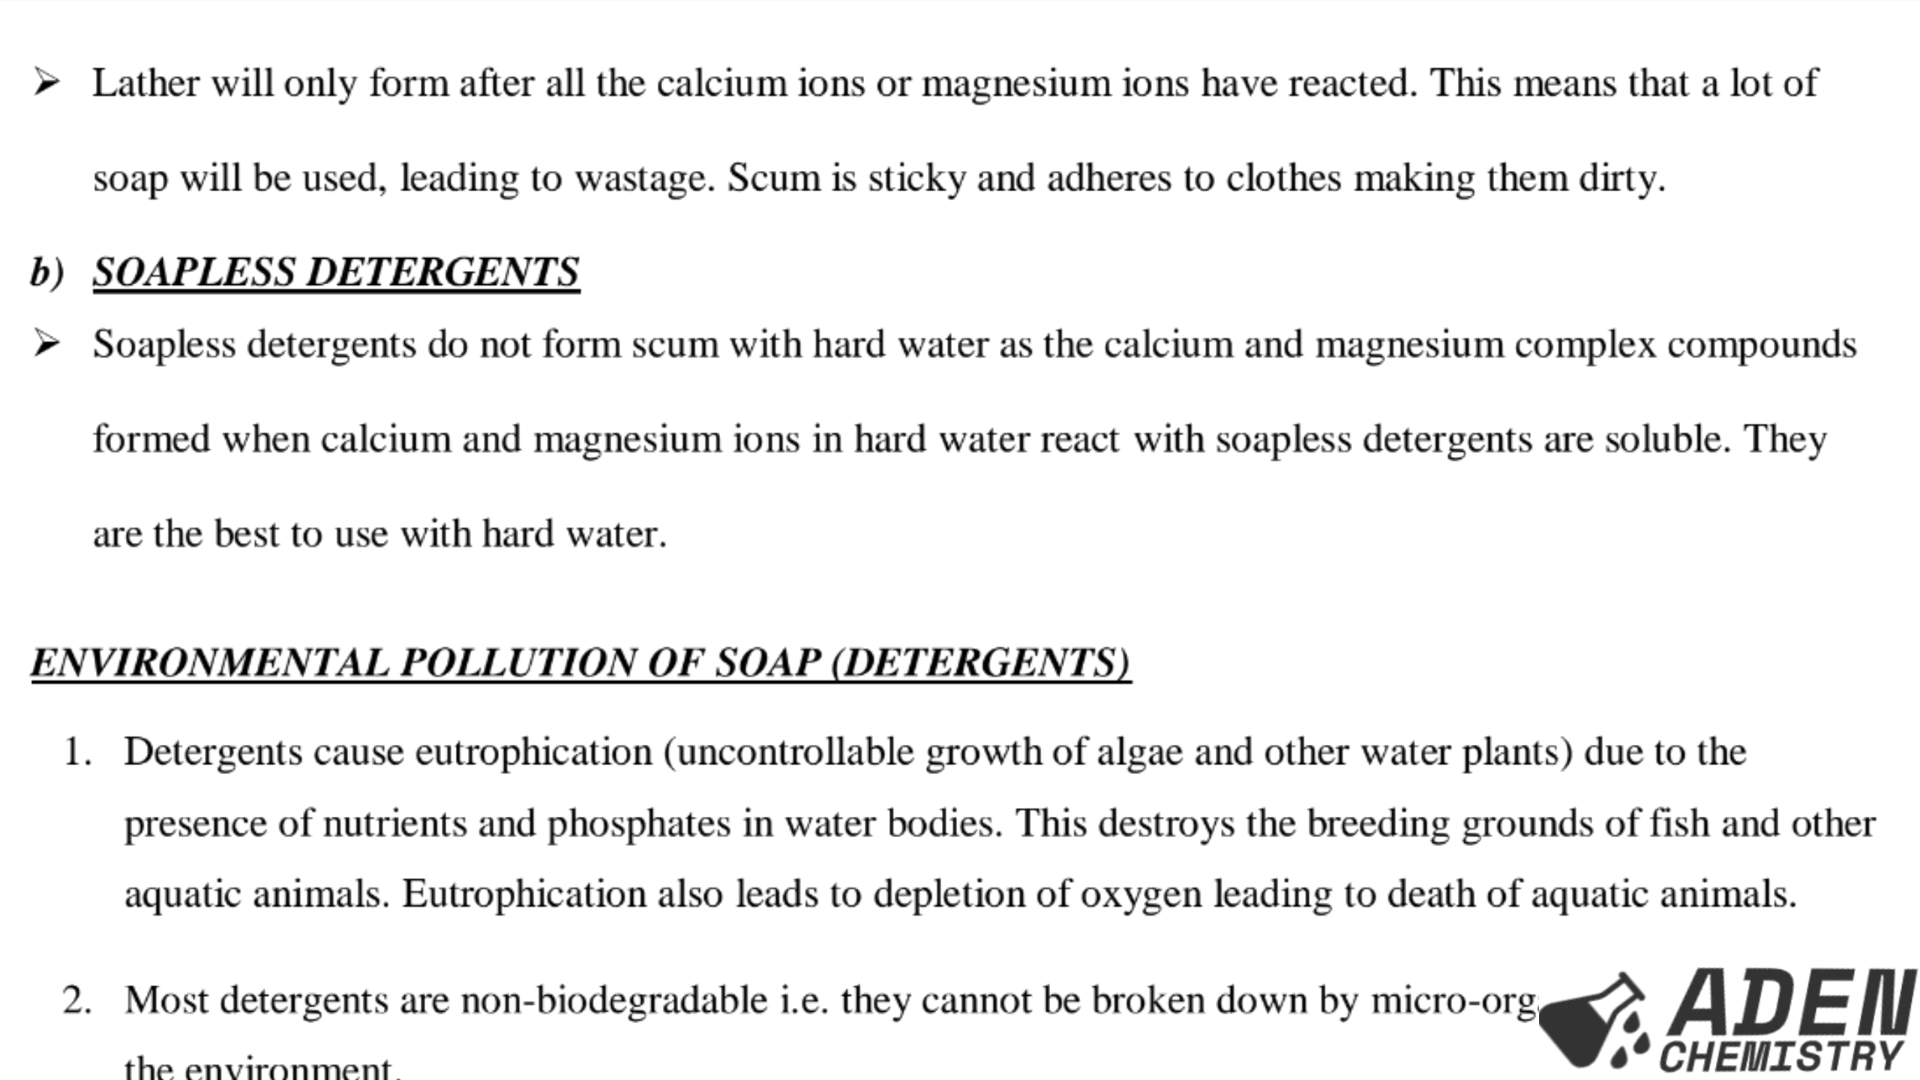 ➢ Lather will only form after all the calcium ions or magnesium ions have reacted. This means that a lot of
soap will be used, leading to wastage. Scum is sticky and adheres to clothes making them dirty.
b) SOAPLESS DETERGENTS
➢ Soapless detergents do not form scum with hard water as the calcium and magnesium complex compounds
formed when calcium and magnesium ions in hard water react with soapless detergents are soluble. They
are the best to use with hard water.
ENVIRONMENTAL POLLUTION OF SOAP (DETERGENTS)
1. Detergents cause eutrophication (uncontrollable growth of algae and other water plants) due to the
presence of nutrients and phosphates in water bodies. This destroys the breeding grounds of fish and other
aquatic animals. Eutrophication also leads to depletion of oxygen leading to death of aquatic animals.
2. Most detergents are non-biodegradable i.e. they cannot be broken down by micro-org
the environment.
ADEN
CHEMISTRY